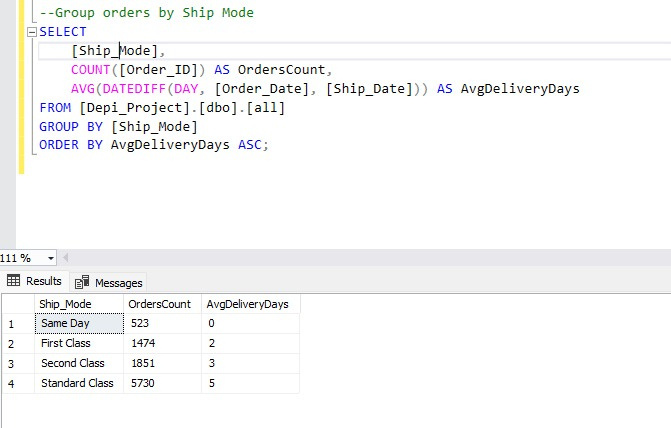 --Group orders by Ship Mode
SELECT
[Ship_Mode],
COUNT([Order_ID]) AS OrdersCount,
AVG(DATEDIFF(DAY, [Order_Date], [Ship_Date])) AS AvgDeliveryDays
FROM [Depi_Project].[dbo].[all]
GROUP BY [Ship_Mode]
ORDER BY AvgDeliveryDays ASC;
111 %
Results Messages
Ship_Mode OrdersCount AvgDeliveryDays
1 Same Day 523 0
2 First Class 1474 2
3 Second Class 1851 3
4 Standard Class 5730 5